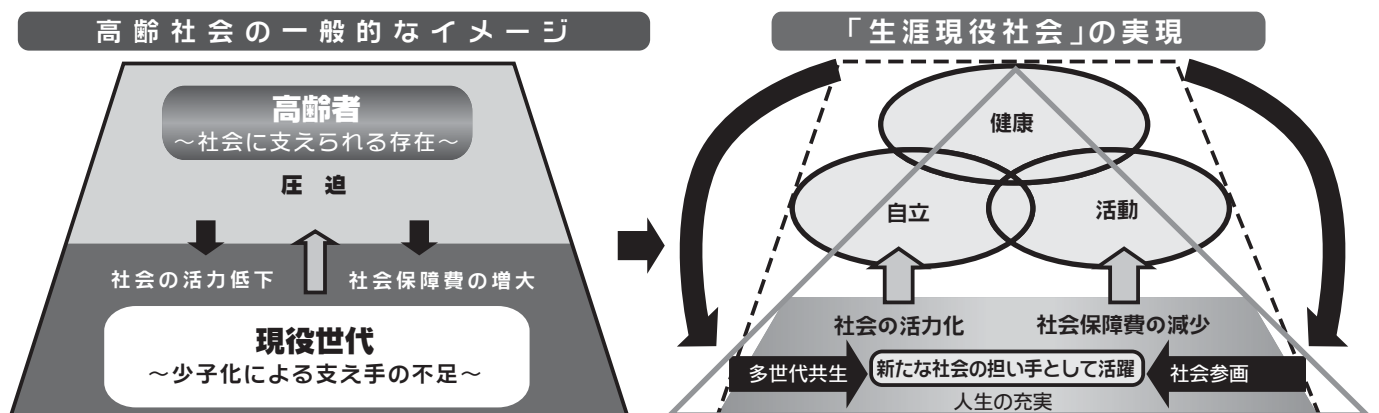 高齢社会の一般的なイメージ
高齢者
～社会に支えられる存在～
圧迫
社会の活力低下
社会保障費の増大
現役世代
～少子化による支え手の不足～
「生涯現役社会」の実現
健康
自立
活動
社会の活力化
社会保障費の減少
多世代共生
新たな社会の担い手として活躍
社会参画
人生の充実